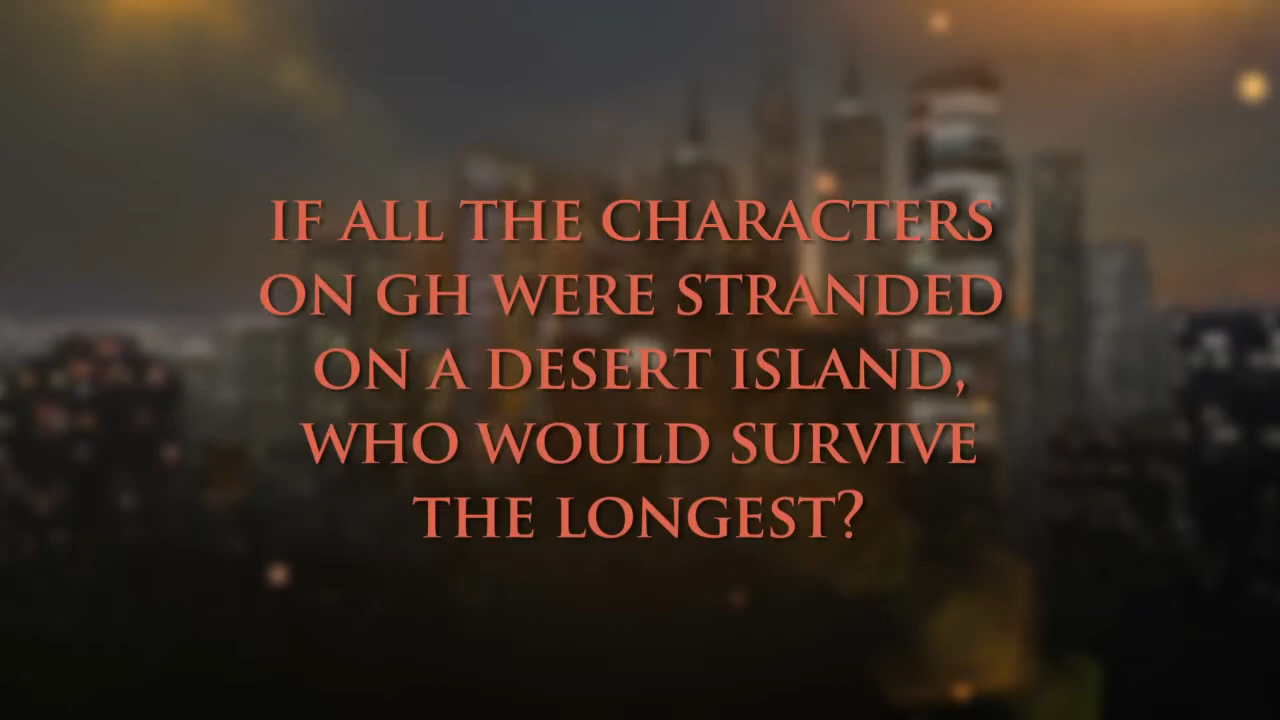 IF ALL THE CHARACTERS
ON GH WERE STRANDED
ON A DESERT ISLAND,
WHO WOULD SURVIVE
THE LONGEST?